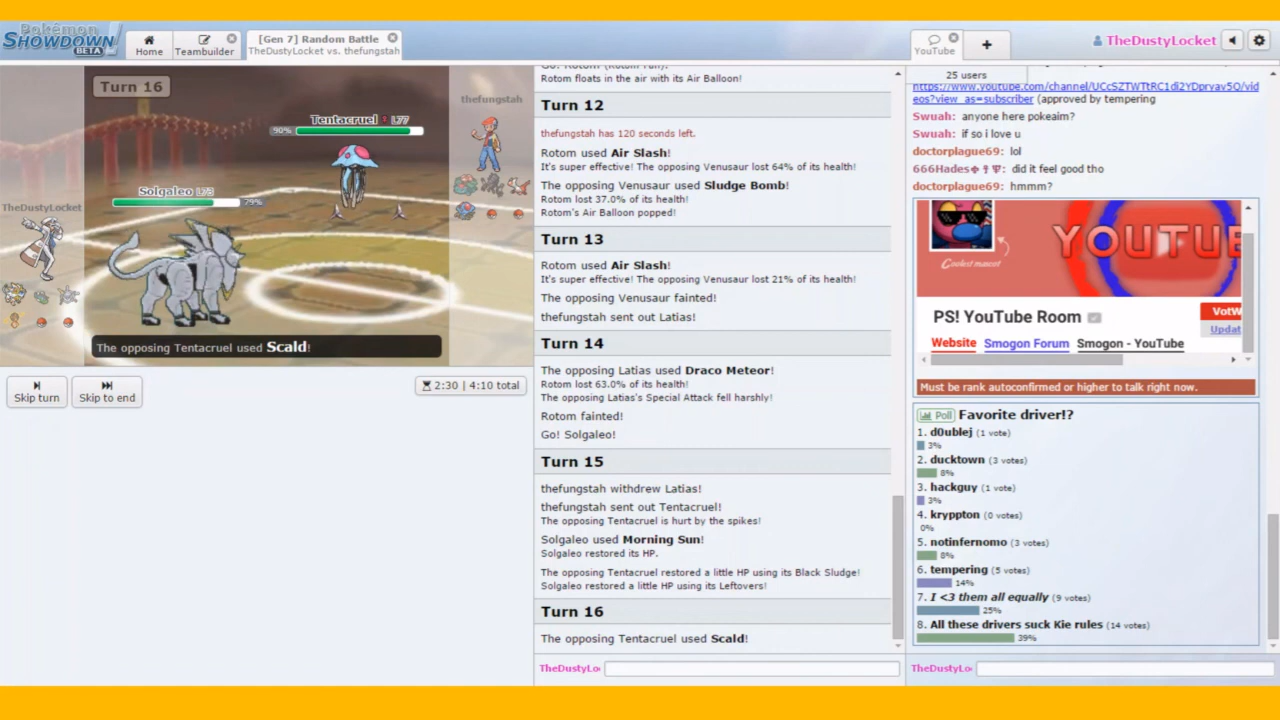 Pokémon
SHOWDOWN
BETA
Home
Teambuilder
[Gen 7] Random Battle
TheDustyLocket vs. thefungstah
YouTube
TheDustyLocket
Turn 16
thefungstah
Tentacruel L77
90%
Solgaleo L73
79%
TheDustyLocket
The opposing Tentacruel used Scald!
Skip turn
Skip to end
2:30 | 4:10 total
Rotom floats in the air with its Air Balloon!
Turn 12
thefungstah has 120 seconds left.
Rotom used Air Slash!
It's super effective! The opposing Venusaur lost 64% of its health!
The opposing Venusaur used Sludge Bomb!
Rotom lost 37.0% of its health!
Rotom's Air Balloon popped!
Turn 13
Rotom used Air Slash!
It's super effective! The opposing Venusaur lost 21% of its health!
The opposing Venusaur fainted!
thefungstah sent out Latias!
Turn 14
The opposing Latias used Draco Meteor!
Rotom lost 63.0% of its health!
The opposing Latias's Special Attack fell harshly!
Rotom fainted!
Go! Solgaleo!
Turn 15
thefungstah withdrew Latias!
thefungstah sent out Tentacruel!
The opposing Tentacruel is hurt by the spikes!
Solgaleo used Morning Sun!
Solgaleo restored its HP.
The opposing Tentacruel restored a little HP using its Black Sludge!
Solgaleo restored a little HP using its Leftovers!
Turn 16
The opposing Tentacruel used Scald!
TheDustyLo
25 users
eos?view_as=subscriber (approved by tempering
Swuah: anyone here pokeaim?
Swuah: if so i love u
doctorplague69: lol
666Hades: did it feel good tho
doctorplague69: hmmm?
Coolest mascot
YOUTUB
PS! YouTube Room
VotW
Updat
Website Smogon Forum Smogon - YouTube
Must be rank autoconfirmed or higher to talk right now.
Poll Favorite driver!?
1. d0ublej (1 vote)
3%
2. ducktown (3 votes)
8%
3. hackguy (1 vote)
3%
4. kryppton (0 votes)
0%
5. notinfernomo (3 votes)
8%
6. tempering (5 votes)
14%
7. I <3 them all equally (9 votes)
25%
8. All these drivers suck Kie rules (14 votes)
39%
TheDustyLo